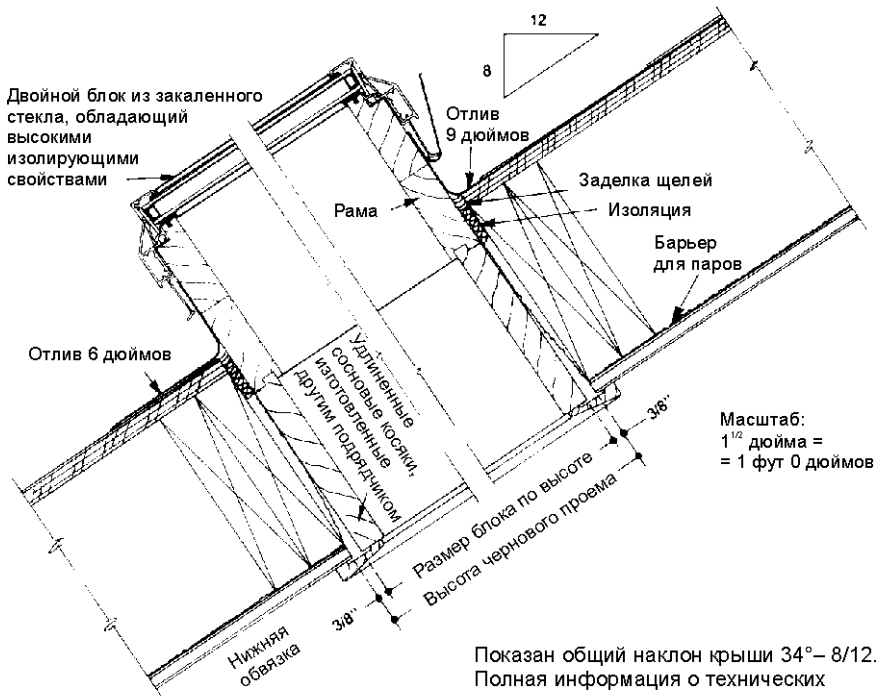 12
8
Двойной блок из закаленного
стекла, обладающий
высокими
изолирующими
свойствами
Отлив
9 дюймов
Заделка щелей
Рама
Изоляция
Барьер
для паров
Отлив 6 дюймов
Удлиненные
сосновые косяки,
изготовленные
другим подрядчиком
3/8"
Масштаб:
1 1/2 дюйма =
= 1 фут 0 дюймов
Размер блока по высоте
Высота чернового проема
3/8"
Нижняя
обвязка
Показан общий наклон крыши 34°– 8/12.
Полная информация о технических